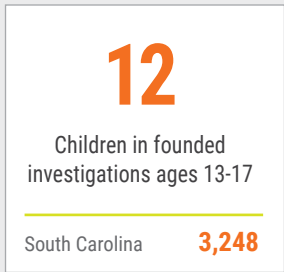 12
Children in founded
investigations ages 13-17
South Carolina 3,248